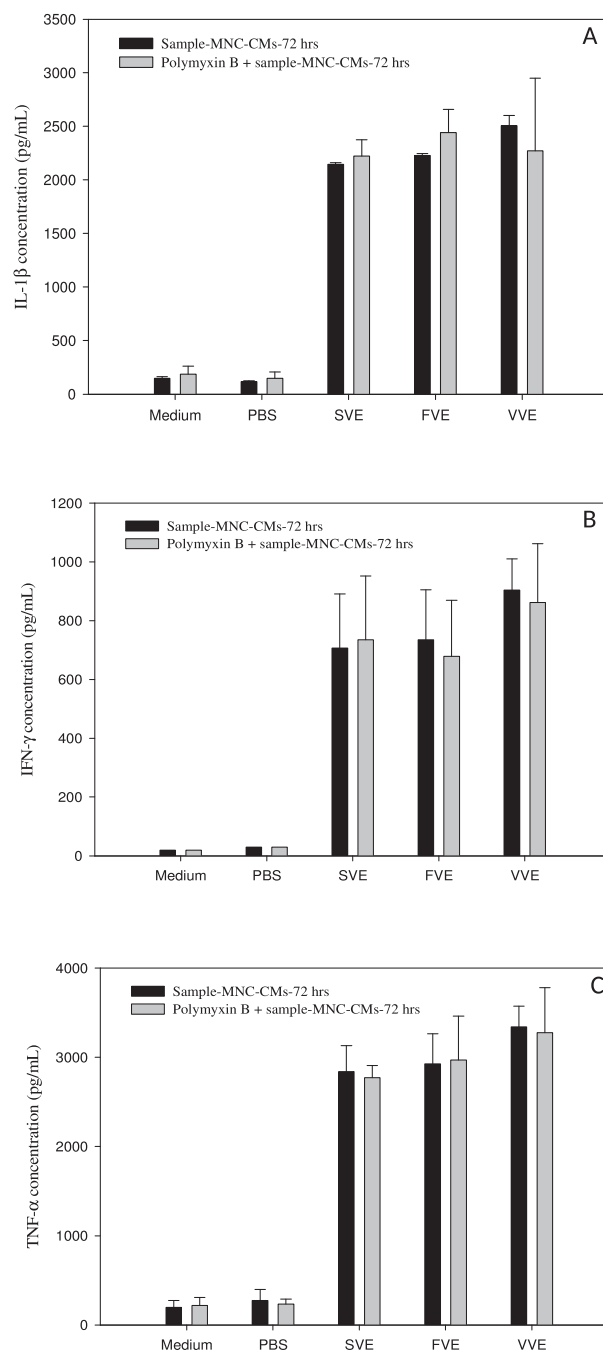 A
Sample-MNC-CMs-72 hrs
Polymyxin B + sample-MNC-CMs-72 hrs
IL-1β concentration (pg/mL)
3500
3000
2500
2000
1500
1000
500
0
Medium PBS SVE FVE VVE
B
Sample-MNC-CMs-72 hrs
Polymyxin B + sample-MNC-CMs-72 hrs
IFN-γ concentration (pg/mL)
1200
1000
800
600
400
200
0
Medium PBS SVE FVE VVE
C
Sample-MNC-CMs-72 hrs
Polymyxin B + sample-MNC-CMs-72 hrs
TNF-α concentration (pg/mL)
4000
3000
2000
1000
0
Medium PBS SVE FVE VVE